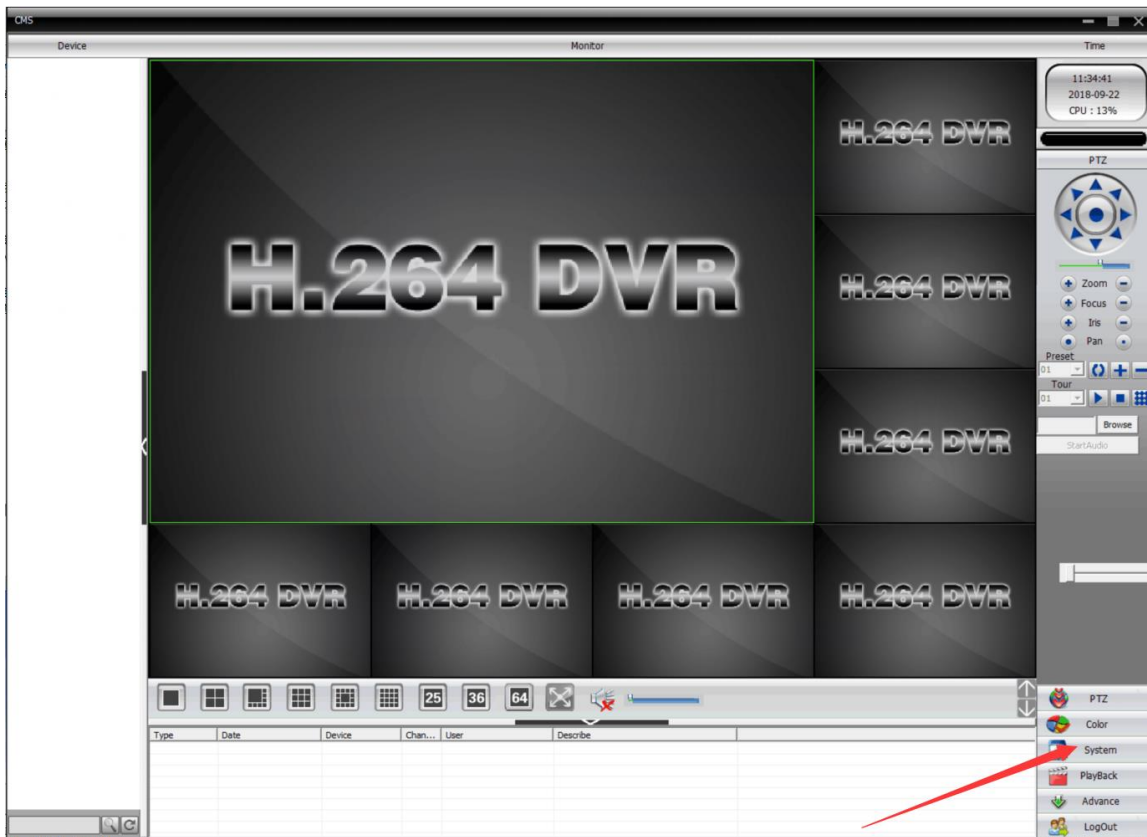 CMS
Device
Monitor
Time
11:34:41
2018-09-22
CPU : 13%
H.264 DVR
H.264 DVR
PTZ
H.264 DVR
Zoom
Focus
Iris
Pan
Preset
01
Tour
01
Browse
StartAudio
H.264 DVR
H.264 DVR
H.264 DVR
H.264 DVR
H.264 DVR
25 36 64
PTZ
Color
System
PlayBack
Advance
LogOut
Type Date Device Chan... User Describe